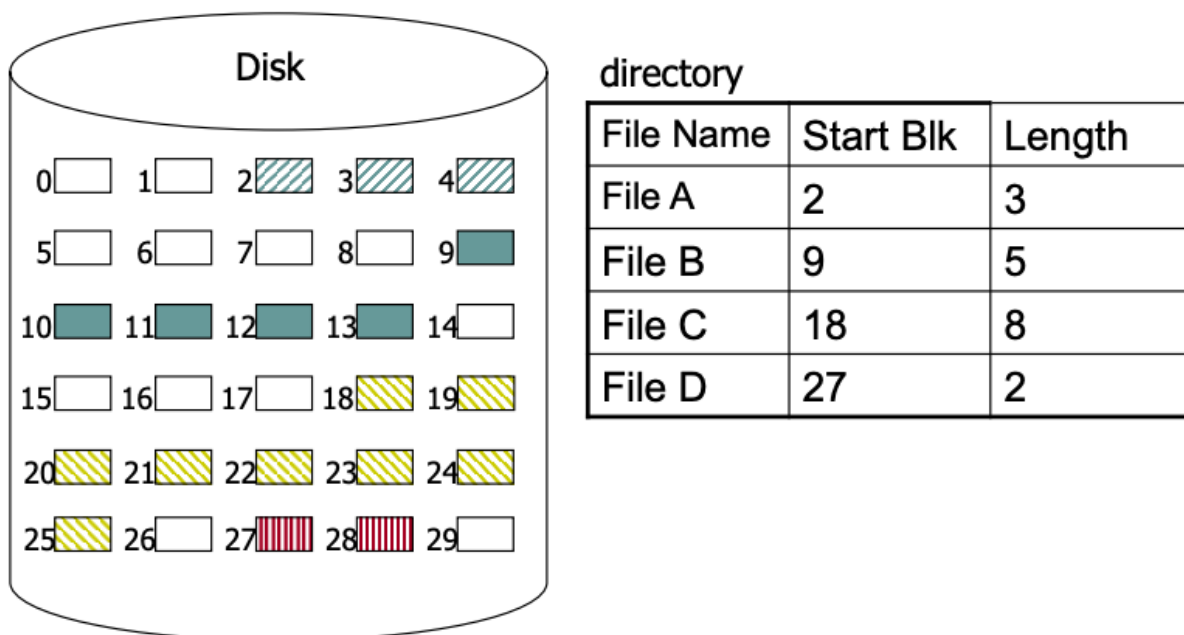 Disk
0 1 2 3 4
5 6 7 8 9
10 11 12 13 14
15 16 17 18 19
20 21 22 23 24
25 26 27 28 29
directory
File Name Start Blk Length
File A 2 3
File B 9 5
File C 18 8
File D 27 2